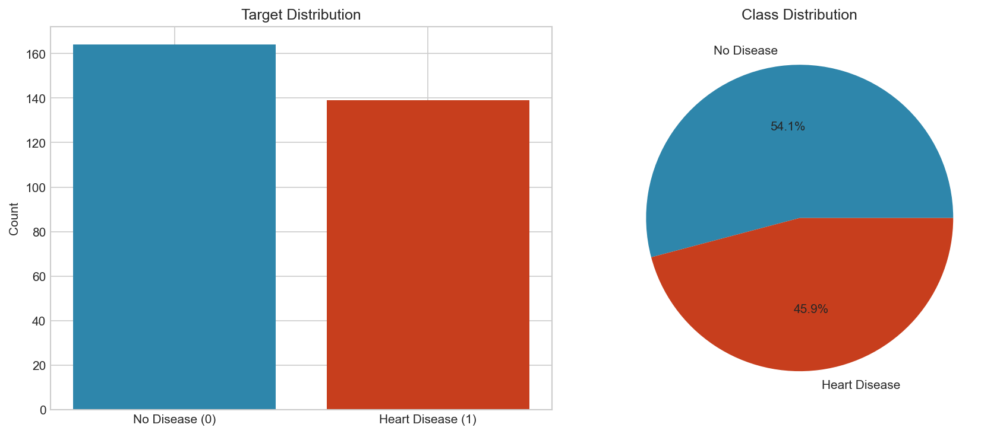 Target Distribution
Count
160
140
120
100
80
60
40
20
0
No Disease (0)
Heart Disease (1)
Class Distribution
No Disease
54.1%
45.9%
Heart Disease